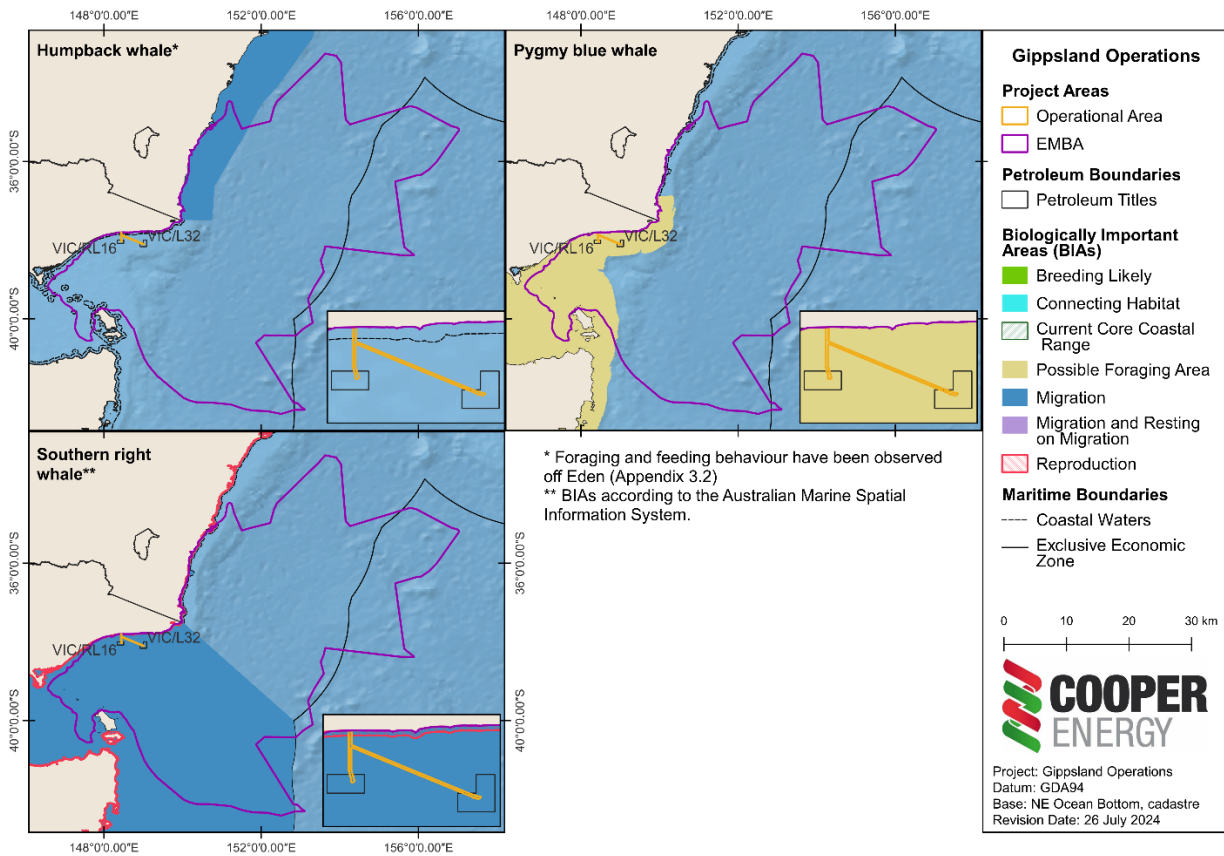 148°0'0.00"E
152°0'0.00"E
156°0'0.00"E
148°0'0.00"E
152°0'0.00"E
156°0'0.00"E
Humpback whale*
36°0'0.00"S
VIC/RL16
VIC/L32
40°0'0.00"S
Pygmy blue whale
VIC/RL16
VIC/L32
148°0'0.00"E
152°0'0.00"E
156°0'0.00"E
Southern right
whale**
36°0'0.00"S
VIC/RL16
VIC/L32
40°0'0.00"S
148°0'0.00"E
152°0'0.00"E
156°0'0.00"E
* Foraging and feeding behaviour have been observed
off Eden (Appendix 3.2)
** BIAs according to the Australian Marine Spatial
Information System.
Gippsland Operations
Project Areas
Operational Area
EMBA
Petroleum Boundaries
Petroleum Titles
Biologically Important
Areas (BIAs)
Breeding Likely
Connecting Habitat
Current Core Coastal
Range
Possible Foraging Area
Migration
Migration and Resting
on Migration
Reproduction
Maritime Boundaries
Coastal Waters
Exclusive Economic
Zone
0 10 20 30 km
COOPER
ENERGY
Project: Gippsland Operations
Datum: GDA94
Base: NE Ocean Bottom, cadastre
Revision Date: 26 July 2024